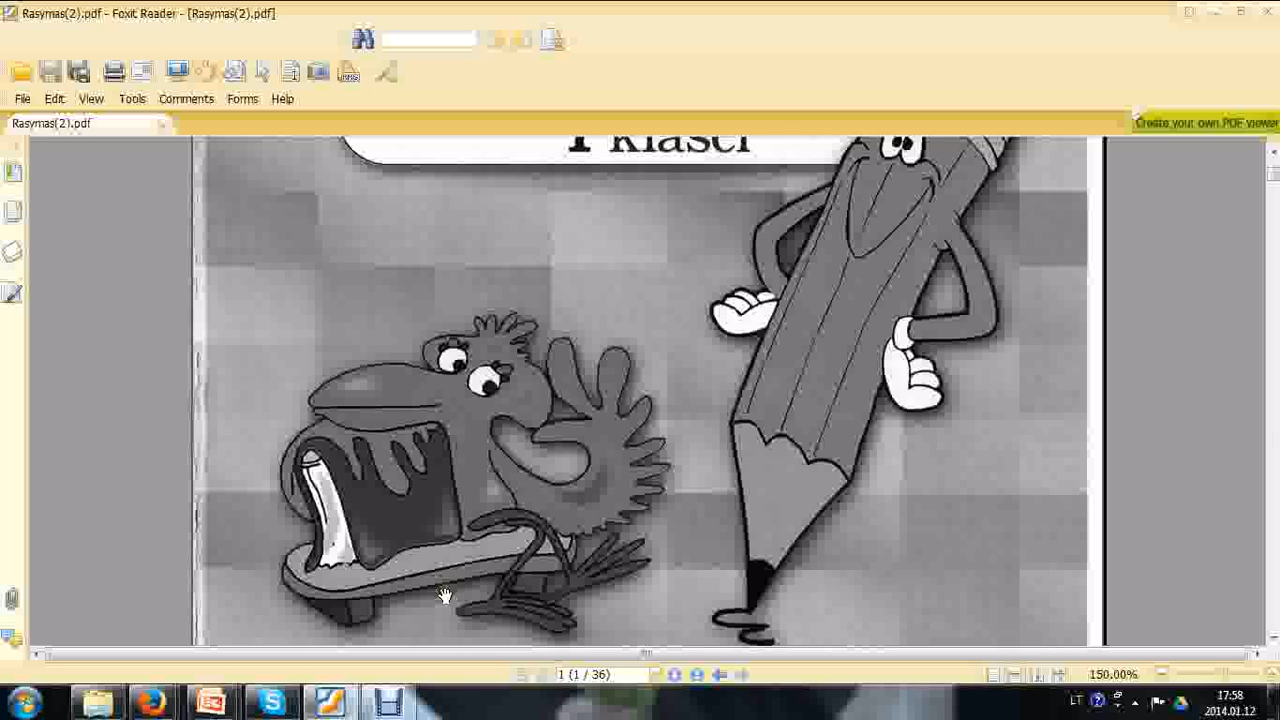 Rasymas(2).pdf - Foxit Reader - [Rasymas(2).pdf]
File Edit View Tools Comments Forms Help
Rasymas(2).pdf
Create your own PDF viewer
1 klasei
1 (1 / 36)
150.00%
LT
17:58
2014.01.12